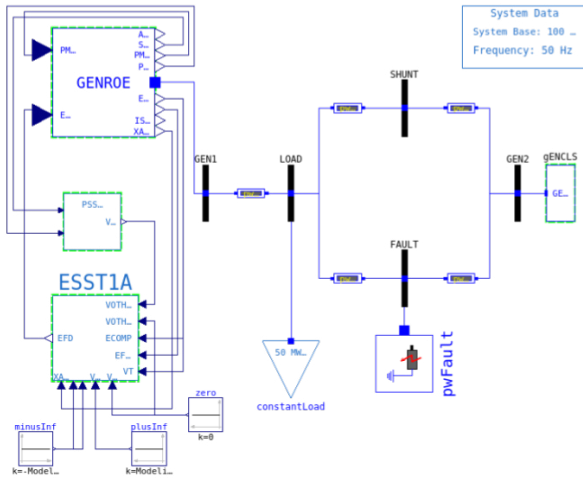 System Data
System Base: 100 ...
Frequency: 50 Hz
A...
S...
PM...
PM...
P...
GENROE
E...
E...
IS...
XA...
SHUNT
GEN1
LOAD
GEN2
gENCLS
GE...
PSS...
V...
FAULT
ESST1A
VOTH...
VOTH...
EFD
ECOMP
EF...
VT
XA...
V...
V...
50 MW...
constantLoad
pwFault
zero
k=0
minusInf
plusInf
k=-Model...
k=Modeli...